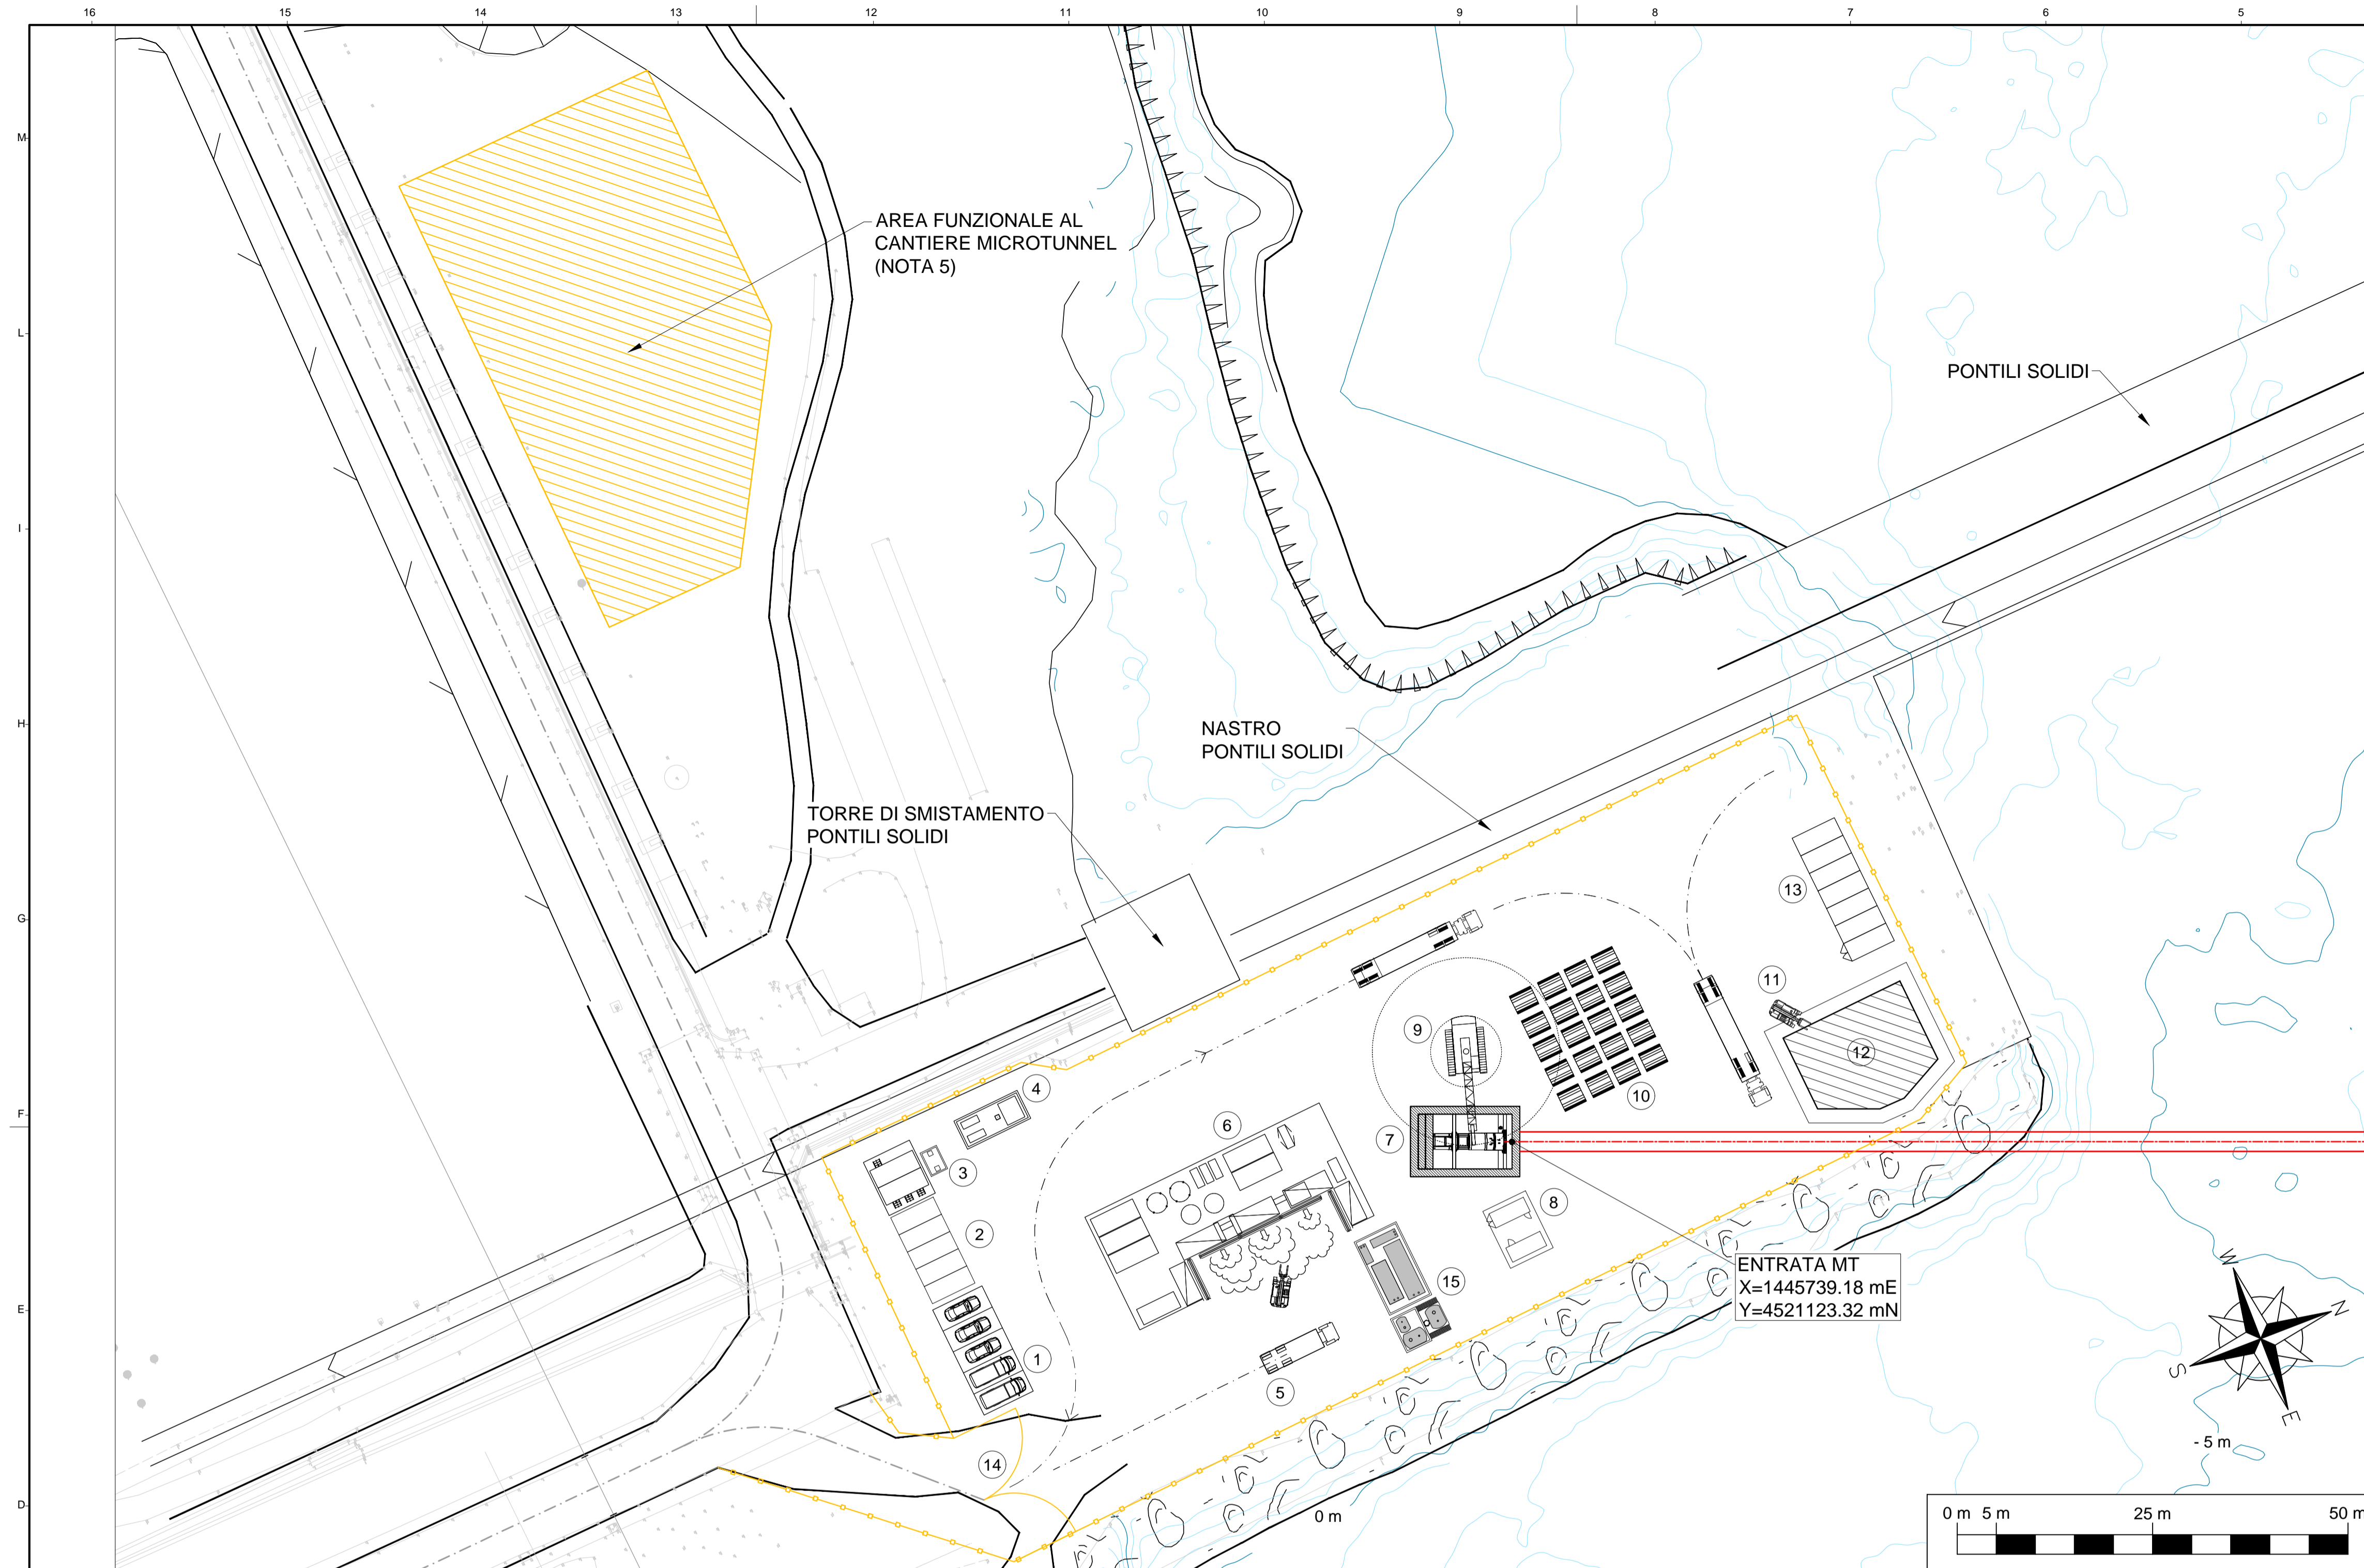 16 15 14 13 12 11 10 9 8 7 6 5
M
AREA FUNZIONALE AL
CANTIERE MICROTUNNEL
(NOTA 5)
L
PONTILI SOLIDI
I
H
NASTRO
PONTILI SOLIDI
TORRE DI SMISTAMENTO
PONTILI SOLIDI
13
G
11
9
12
4
10
F
6
7
3
8
2
15
ENTRATA MT
X=1445739.18 mE
Y=4521123.32 mN
E
W
N
S
E
1
5
- 5 m
14
D
0 m
0 m 5 m 25 m 50 m